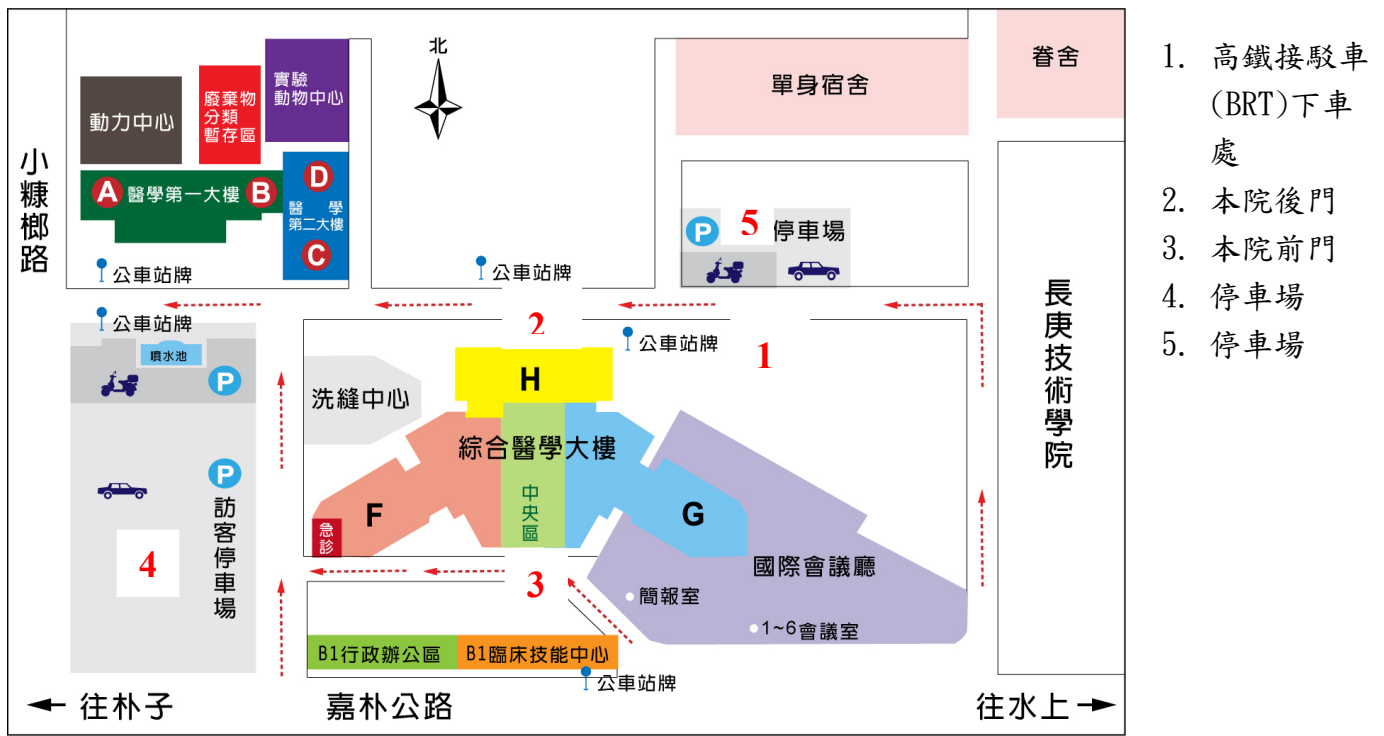 北
實驗
動物中心
廢棄物
分類
暫存區
動力中心
單身宿舍
眷舍
小糠榔路
A 醫學第一大樓 B
D
醫學
第二大樓
C
P 5 停車場
公車站牌
公車站牌
公車站牌
2
公車站牌
1
長庚技術學院
噴水池
P
洗縫中心
H
綜合醫學大樓
P
訪客停車場
4
F
急診
中央區
G
國際會議廳
3
簡報室
1~6會議室
B1行政辦公區
B1臨床技能中心
公車站牌
往朴子
嘉朴公路
往水上
1. 高鐵接駁車
(BRT)下車
處
2. 本院後門
3. 本院前門
4. 停車場
5. 停車場